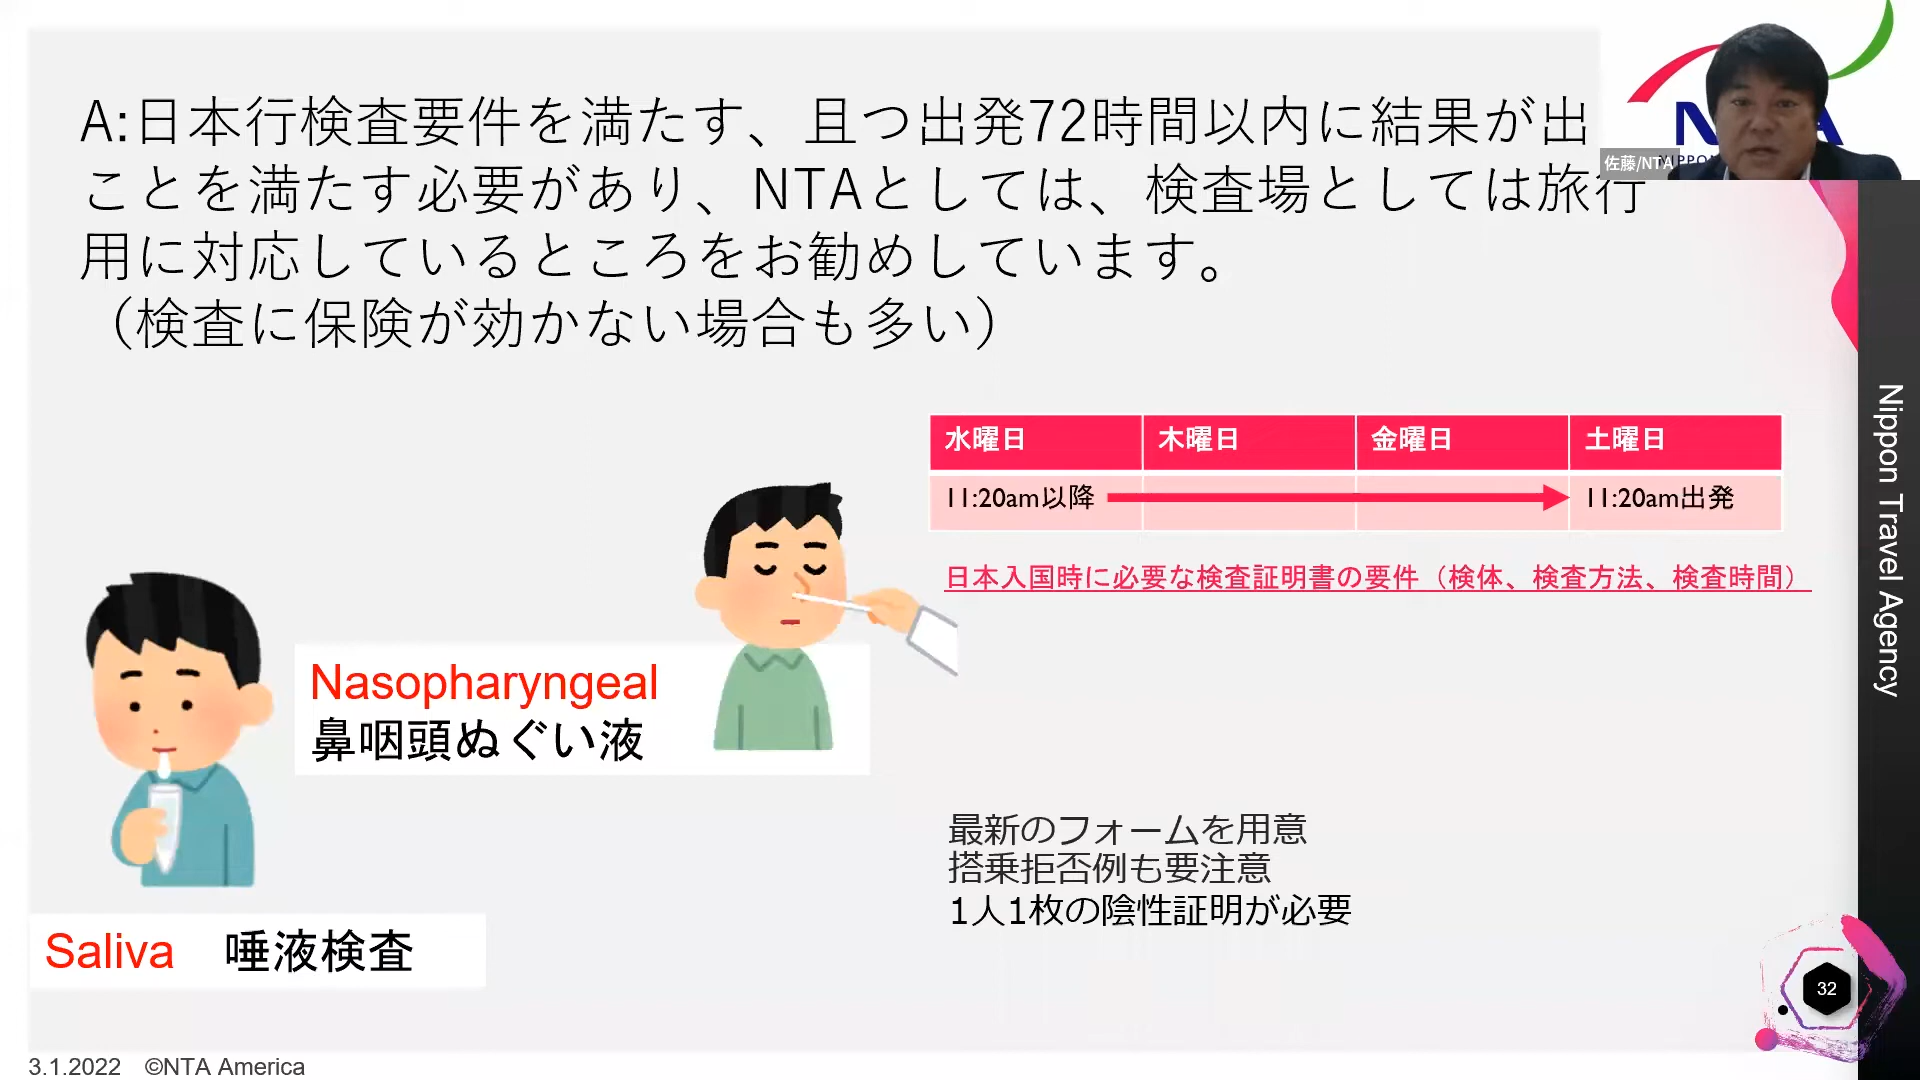 A:日本行検査要件を満たす、且つ出発72時間以内に結果が出
ことを満たす必要があり、NTAとしては、検査場としては旅行
用に対応しているところをお勧めしています。
（検査に保険が効かない場合も多い）
佐藤/NTA
水曜日 木曜日 金曜日 土曜日
11:20am以降 11:20am出発
日本入国時に必要な検査証明書の要件（検体、検査方法、検査時間）
Nasopharyngeal
鼻咽頭ぬぐい液
Saliva 唾液検査
最新のフォームを用意
搭乗拒否例も要注意
1人1枚の陰性証明が必要
Nippon Travel Agency
32
3.1.2022 ©NTA America